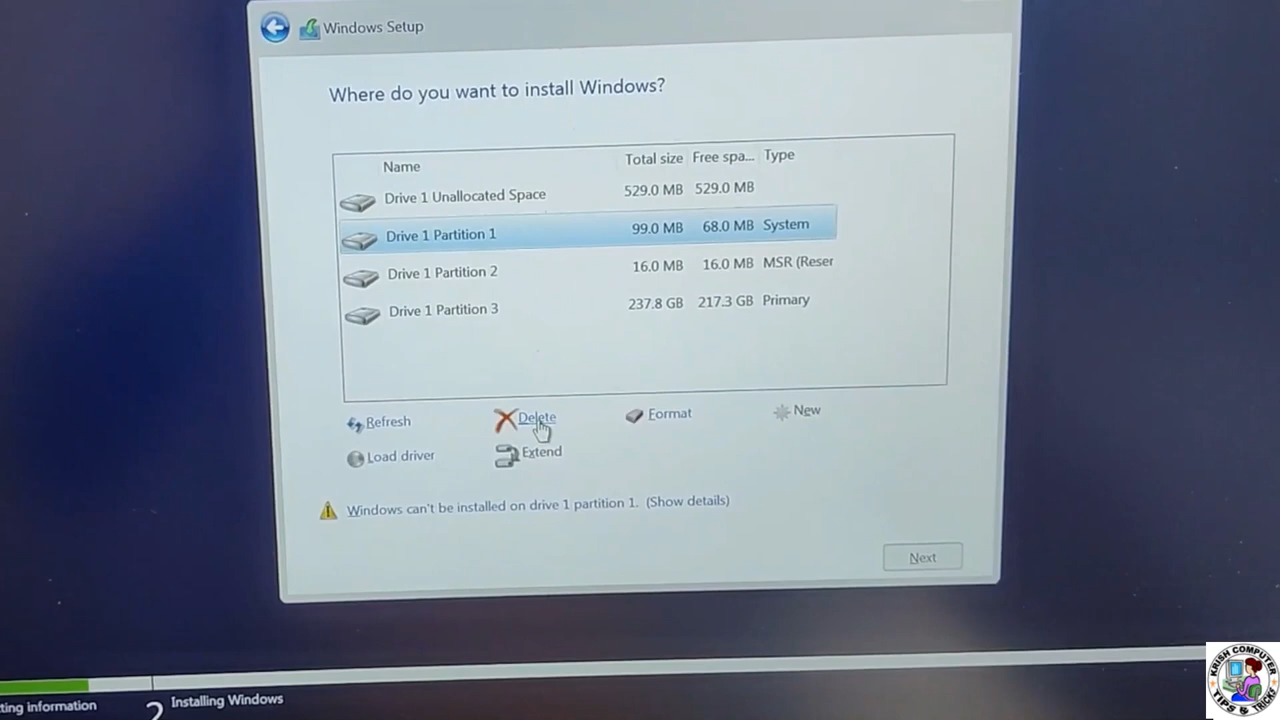 Windows Setup
Where do you want to install Windows?
Name Total size Free spa... Type
Drive 1 Unallocated Space 529.0 MB 529.0 MB
Drive 1 Partition 1 99.0 MB 68.0 MB System
Drive 1 Partition 2 16.0 MB 16.0 MB MSR (Reser
Drive 1 Partition 3 237.8 GB 217.3 GB Primary
Refresh Delete Format New
Load driver Extend
Windows can't be installed on drive 1 partition 1. (Show details)
Next
ting information 2 Installing Windows
KRISH COMPUTER
TIPS & TRICKS